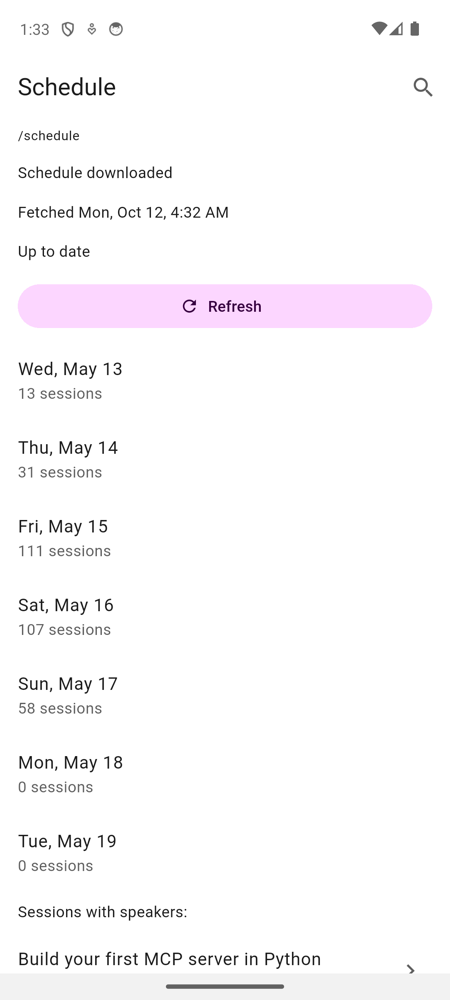 1:33
Schedule
/schedule
Schedule downloaded
Fetched Mon, Oct 12, 4:32 AM
Up to date
Refresh
Wed, May 13
13 sessions
Thu, May 14
31 sessions
Fri, May 15
111 sessions
Sat, May 16
107 sessions
Sun, May 17
58 sessions
Mon, May 18
0 sessions
Tue, May 19
0 sessions
Sessions with speakers:
Build your first MCP server in Python